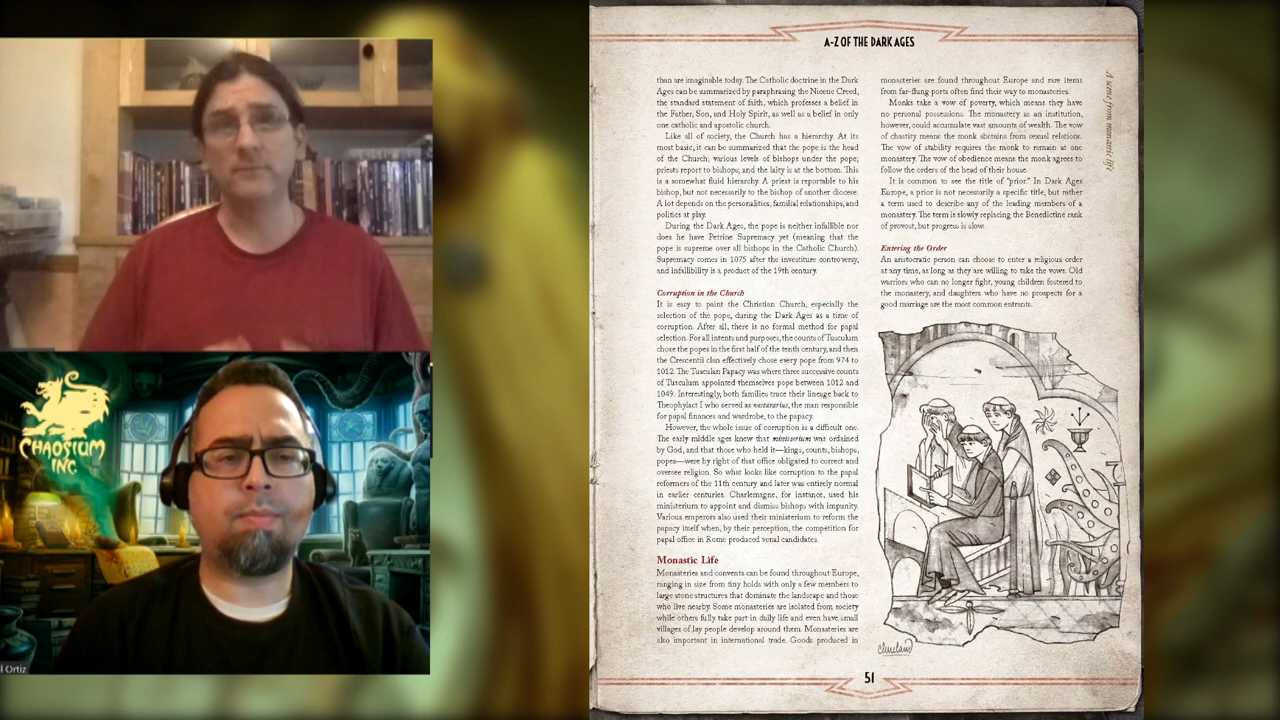 CHAOSIUM
INC
l Ortiz
A-Z OF THE DARK AGES
than are imaginable today. The Catholic doctrine in the Dark
Ages can be summarized by paraphrasing the Nicene Creed,
the standard statement of faith, which professes a belief in
the Father, Son, and Holy Spirit, as well as a belief in only
one catholic and apostolic church.
Like all of society, the Church has a hierarchy. At its
most basic, it can be summarized that the pope is the head
of the Church; various levels of bishops under the pope;
priests report to bishops; and the laity is at the bottom. This
is a somewhat fluid hierarchy. A priest is reportable to his
bishop, but not necessarily to the bishop of another diocese.
A lot depends on the personalities, familial relationships, and
politics at play.
During the Dark Ages, the pope is neither infallible nor
does he have Petrine Supremacy yet (meaning that the
pope is supreme over all bishops in the Catholic Church).
Supremacy comes in 1075 after the investiture controversy,
and infallibility is a product of the 19th century.
Corruption in the Church
It is easy to paint the Christian Church, especially the
selection of the pope, during the Dark Ages as a time of
corruption. After all, there is no formal method for papal
selection. For all intents and purposes, the counts of Tusculum
chose the popes in the first half of the tenth century, and then
the Crescentii clan effectively chose every pope from 974 to
1012. The Tusculan Papacy was where three successive counts
of Tusculum appointed themselves pope between 1012 and
1049. Interestingly, both families trace their lineage back to
Theophylact I who served as vestararius, the man responsible
for papal finances and wardrobe, to the papacy.
However, the whole issue of corruption is a difficult one.
The early middle ages knew that ministerium was ordained
by God, and that those who held it—kings, counts, bishops,
popes—were by right of that office obligated to correct and
oversee religion. So what looks like corruption to the papal
reformers of the 11th century and later was entirely normal
in earlier centuries. Charlemagne, for instance, used his
ministerium to appoint and dismiss bishops with impunity.
Various emperors also used their ministerium to reform the
papacy itself when, by their perception, the competition for
papal office in Rome produced venal candidates.
Monastic Life
Monasteries and convents can be found throughout Europe,
ranging in size from tiny holds with only a few members to
large stone structures that dominate the landscape and those
who live nearby. Some monasteries are isolated from society
while others fully take part in daily life and even have small
villages of lay people develop around them. Monasteries are
also important in international trade. Goods produced in
monasteries are found throughout Europe and rare items
from far-flung ports often find their way to monasteries.
Monks take a vow of poverty, which means they have
no personal possessions. The monastery as an institution,
however, could accumulate vast amounts of wealth. The vow
of chastity means the monk abstains from sexual relations.
The vow of stability requires the monk to remain at one
monastery. The vow of obedience means the monk agrees to
follow the orders of the head of their house.
It is common to see the title of "prior." In Dark Ages
Europe, a prior is not necessarily a specific title, but rather
a term used to describe any of the leading members of a
monastery. The term is slowly replacing the Benedictine rank
of provost, but progress is slow.
Entering the Order
An aristocratic person can choose to enter a religious order
at any time, as long as they are willing to take the vows. Old
warriors who can no longer fight, young children fostered to
the monastery, and daughters who have no prospects for a
good marriage are the most common entrants.
A scene from monastic life
Cleveland
51